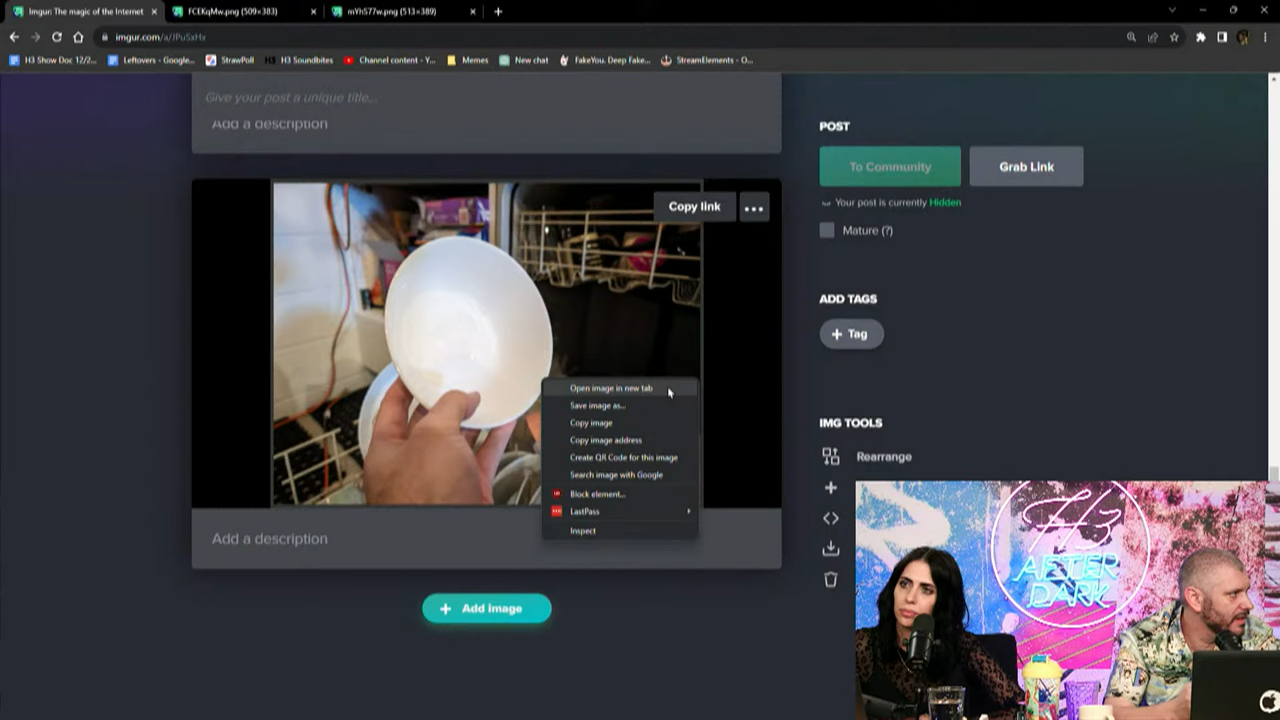 Imgur: The magic of the Internet
fCEKqMw.png (509×383)
mYh577w.png (513×389)
imgur.com/a/JPu5xHx
H3 Show Doc 12/2...
Leftovers - Google...
StrawPoll
H3 Soundbites
Channel content - Y...
Memes
New chat
FakeYou. Deep Fake...
StreamElements - O...
Give your post a unique title...
Add a description
POST
To Community
Grab Link
Your post is currently Hidden
Mature (?)
Copy link
ADD TAGS
+ Tag
Open image in new tab
Save image as...
Copy image
Copy image address
Create QR Code for this image
Search image with Google
Block element...
LastPass
Inspect
IMG TOOLS
Rearrange
Add a description
+ Add image
H3
AFTER
DARK